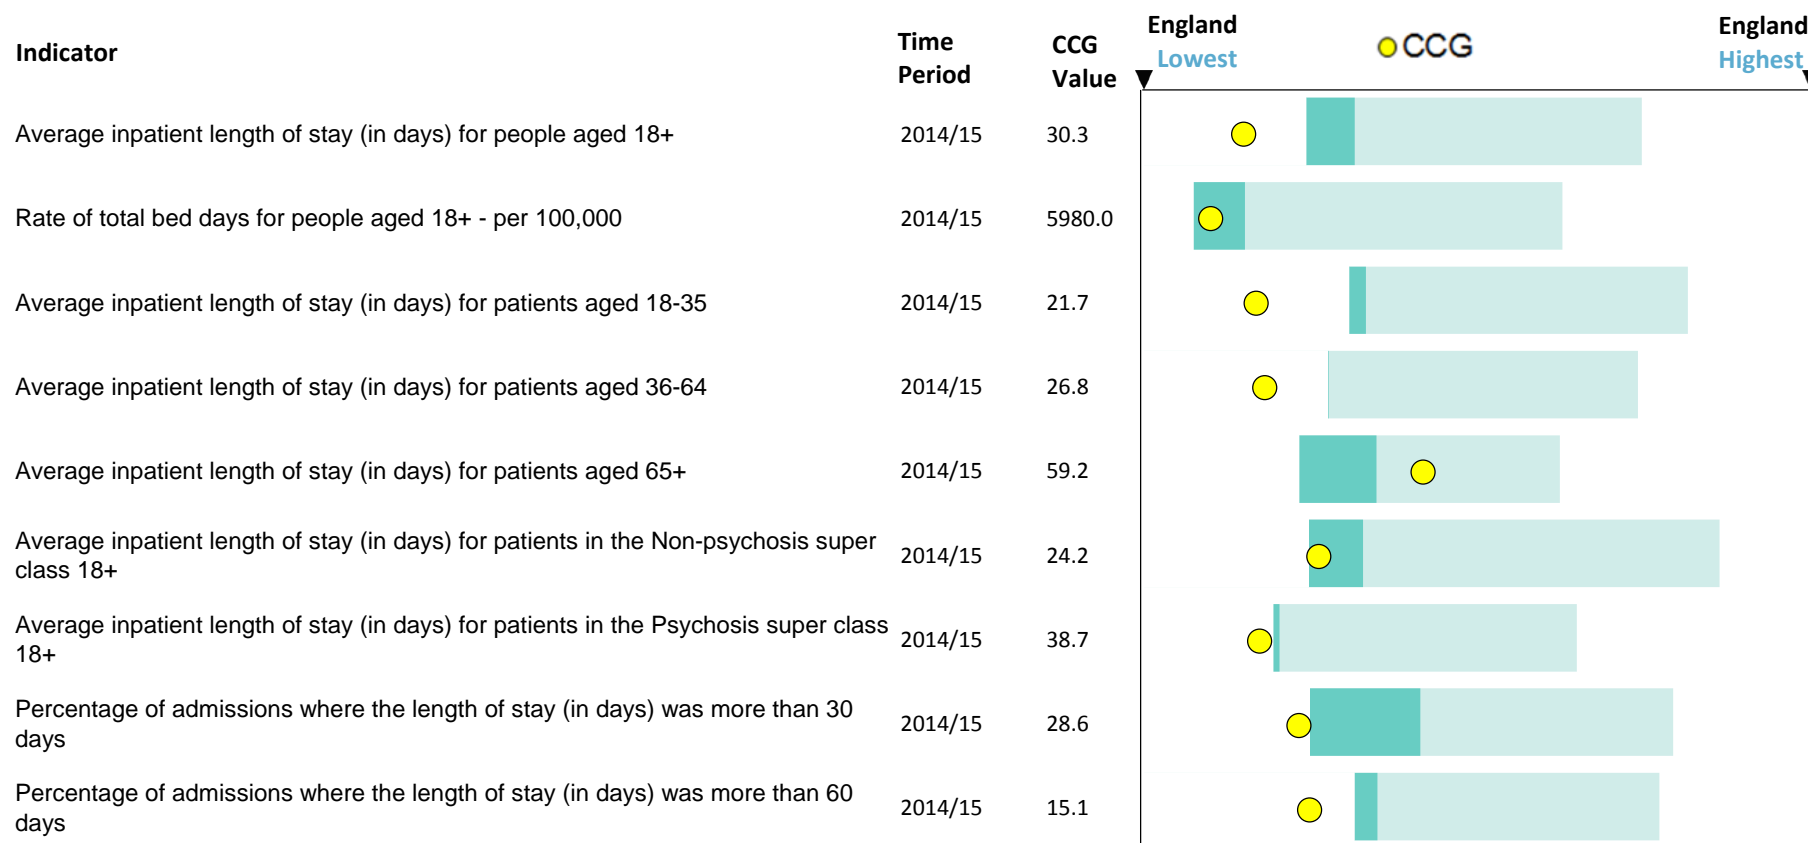 Indicator
Time
Period
CCG
Value
England
Lowest
CCG
England
Highest
Average inpatient length of stay (in days) for people aged 18+ 2014/15 30.3
Rate of total bed days for people aged 18+ - per 100,000 2014/15 5980.0
Average inpatient length of stay (in days) for patients aged 18-35 2014/15 21.7
Average inpatient length of stay (in days) for patients aged 36-64 2014/15 26.8
Average inpatient length of stay (in days) for patients aged 65+ 2014/15 59.2
Average inpatient length of stay (in days) for patients in the Non-psychosis super
class 18+
2014/15 24.2
Average inpatient length of stay (in days) for patients in the Psychosis super class
18+
2014/15 38.7
Percentage of admissions where the length of stay (in days) was more than 30
days
2014/15 28.6
Percentage of admissions where the length of stay (in days) was more than 60
days
2014/15 15.1